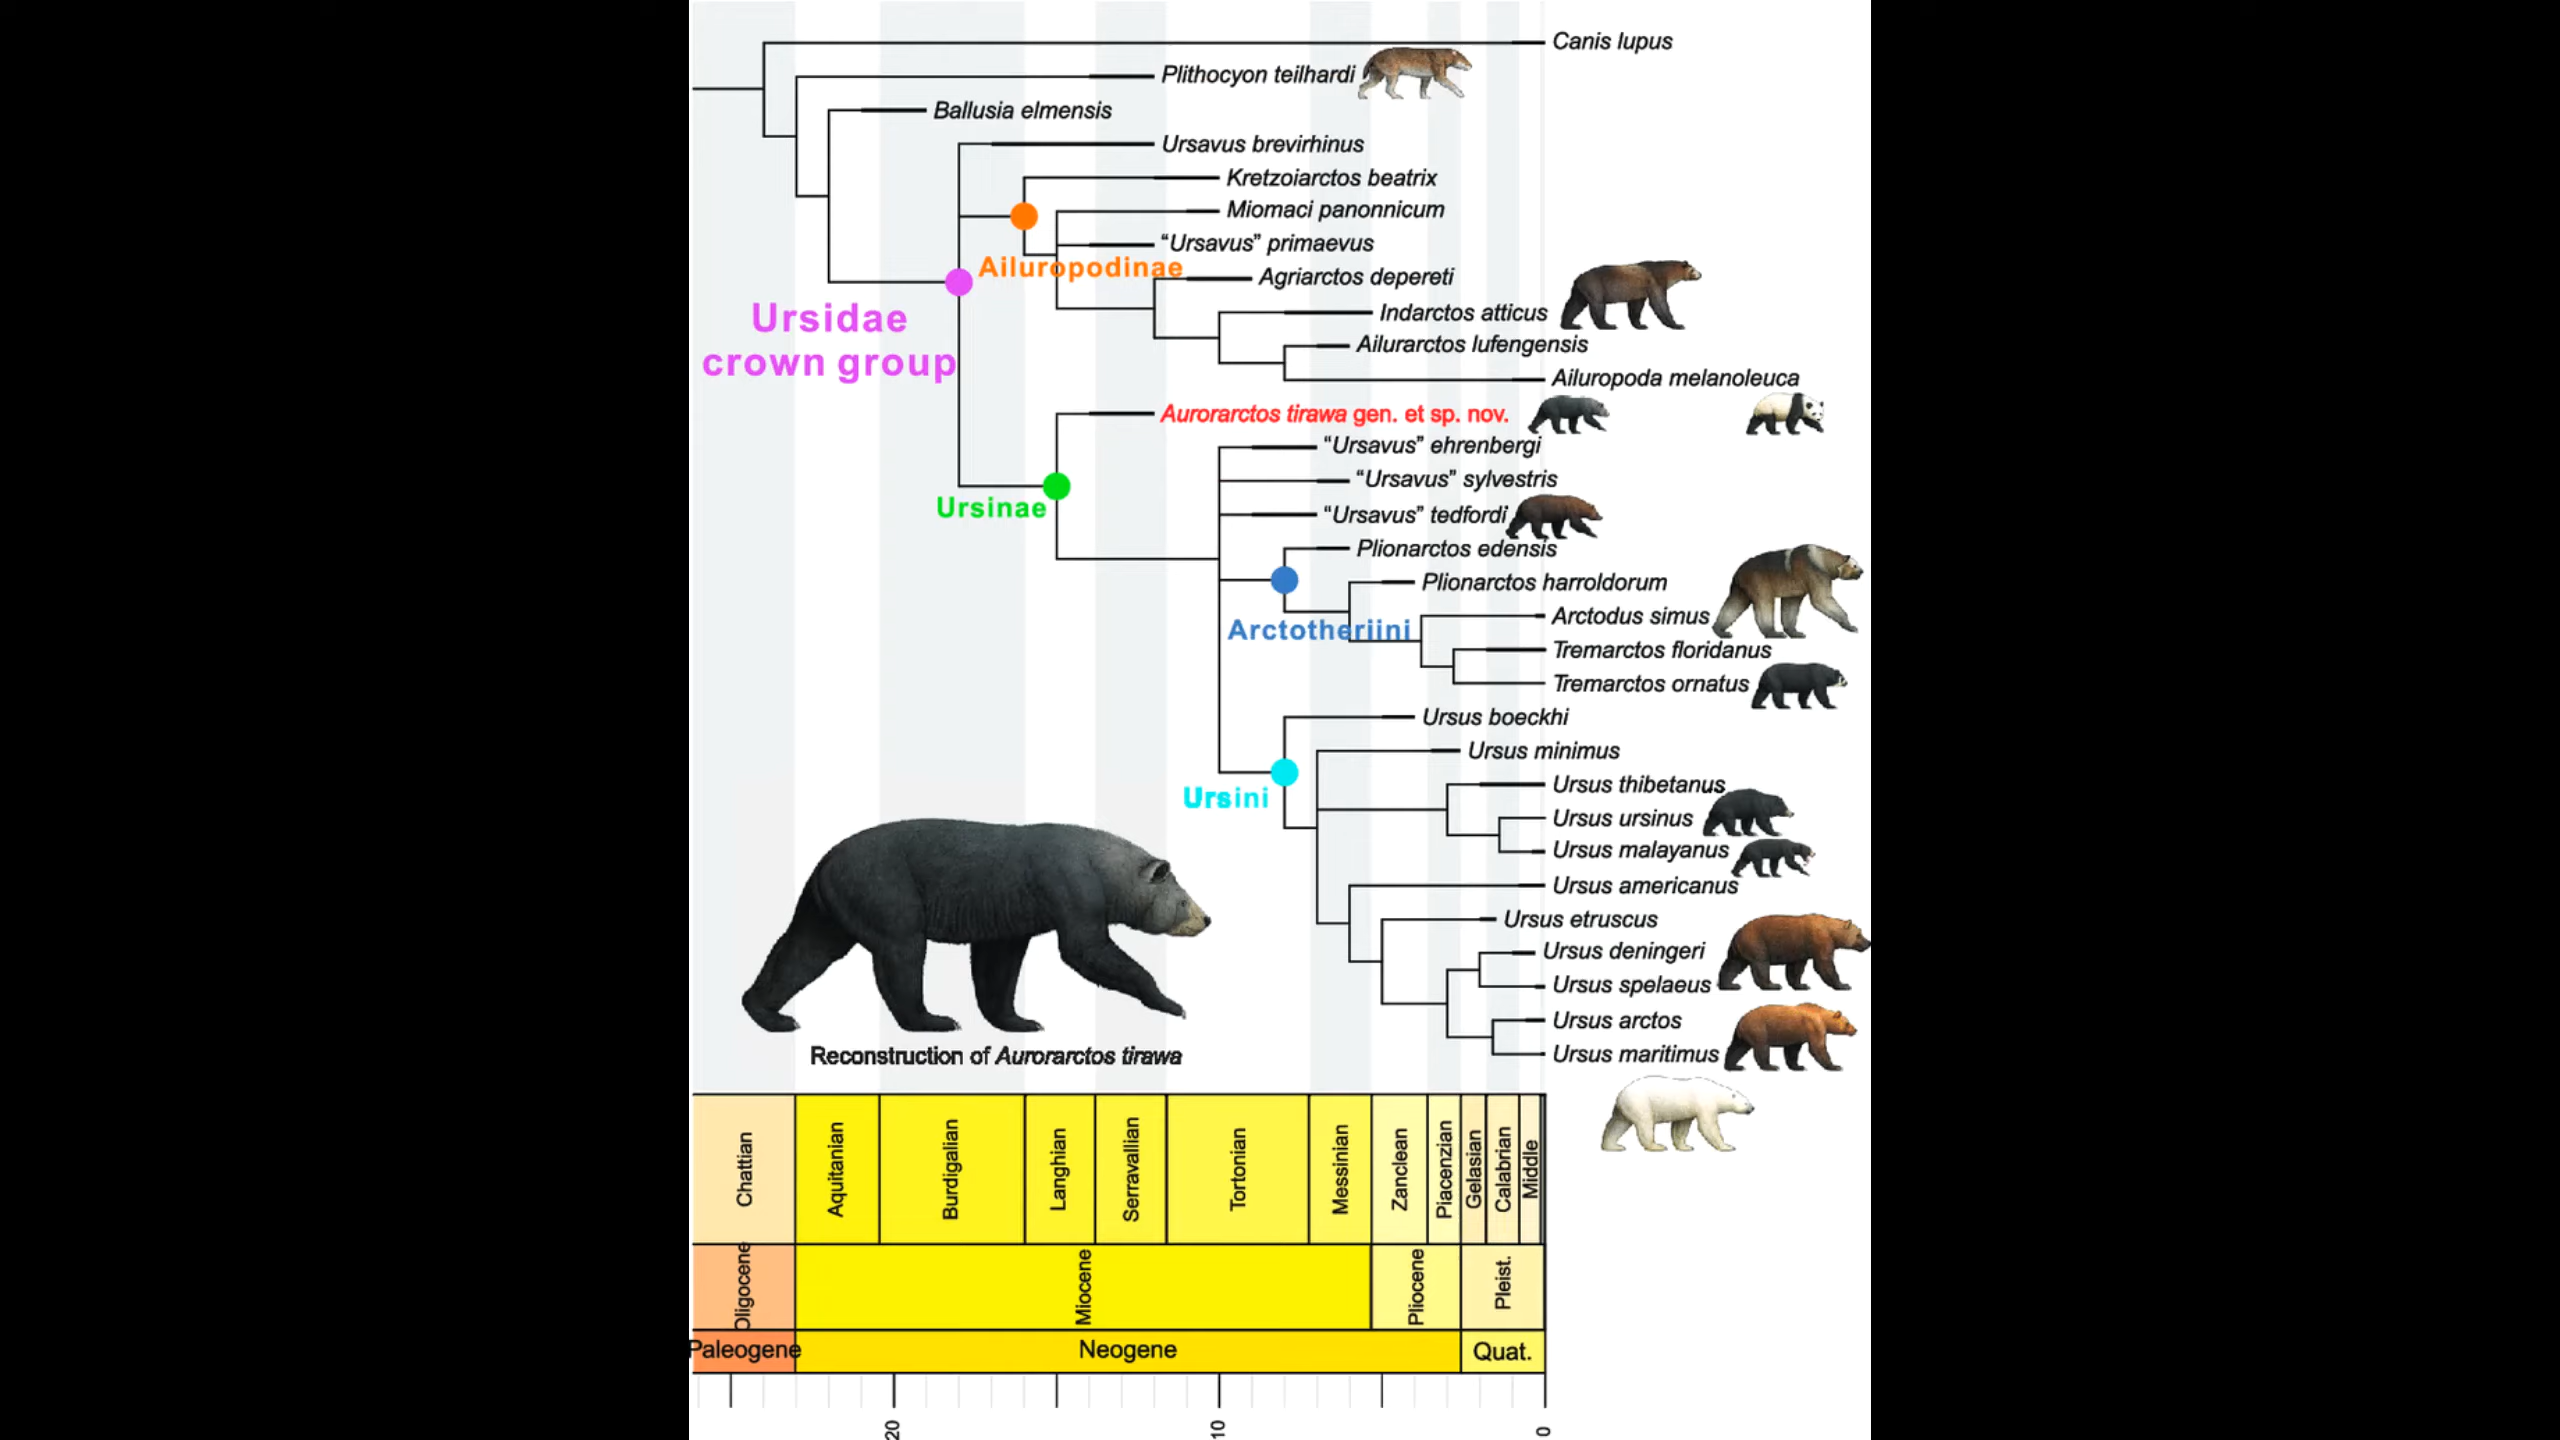 Canis lupus
Plithocyon teilhardi
Ballusia elmensis
Ursavus brevirhinus
Kretzoiarctos beatrix
Miomaci panonnicum
“Ursavus” primaevus
Ailuropodinae
Agriarctos depereti
Indarctos atticus
Ursidae
crown group
Ailurarctos lufengensis
Ailuropoda melanoleuca
Aurorarctos tirawa gen. et sp. nov.
“Ursavus” ehrenbergi
“Ursavus” sylvestris
Ursinae
“Ursavus” tedfordi
Plionarctos edensis
Plionarctos harroldorum
Arctodus simus
Arctotheriini
Tremarctos floridanus
Tremarctos ornatus
Ursus boeckhi
Ursus minimus
Ursus thibetanus
Ursini
Ursus ursinus
Ursus malayanus
Ursus americanus
Ursus etruscus
Ursus deningeri
Ursus spelaeus
Ursus arctos
Ursus maritimus
Reconstruction of Aurorarctos tirawa
Chattian
Aquitanian
Burdigalian
Langhian
Serravallian
Tortonian
Messinian
Zanclean
Piacenzian
Gelasian
Calabrian
Middle
Oligocene
Miocene
Pliocene
Pleist.
Paleogene
Neogene
Quat.
20
10
0